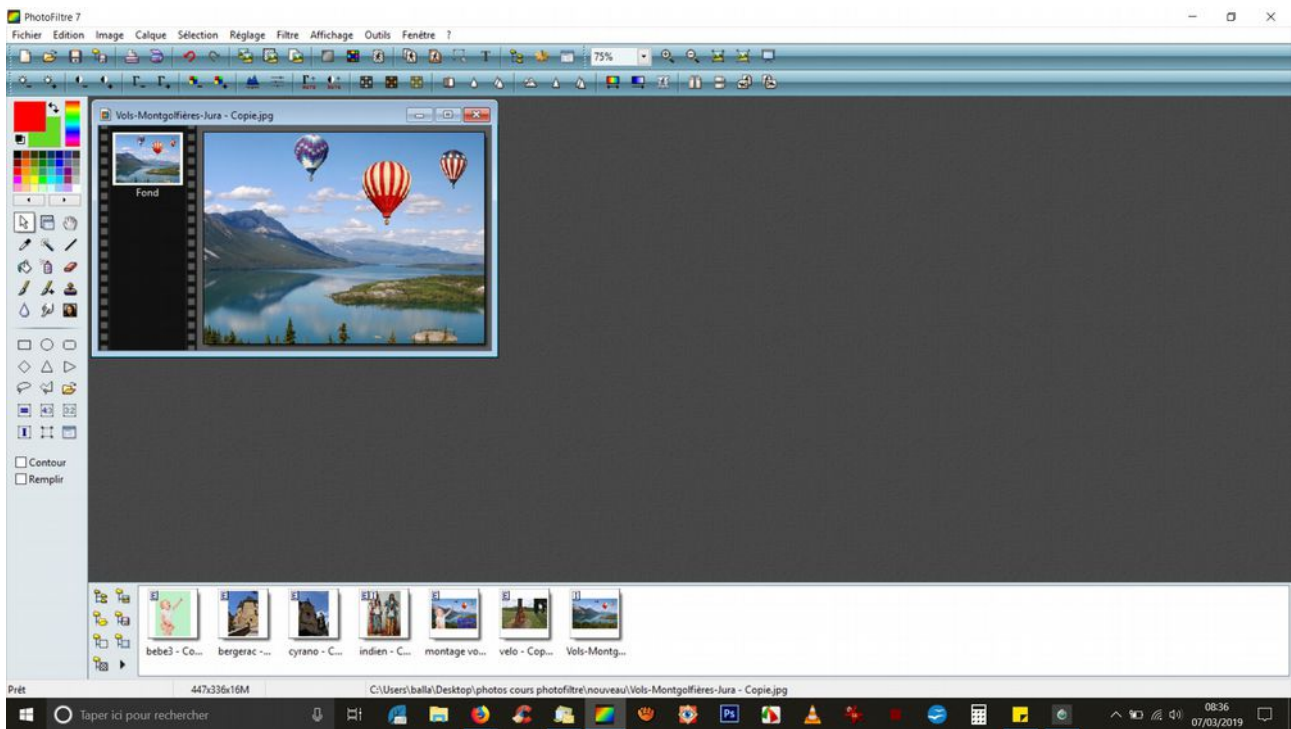 PhotoFiltre 7
Fichier Edition Image Calque Sélection Réglage Filtre Affichage Outils Fenêtre ?
T 75%
Vols-Montgolfières-Jura - Copie.jpg
Fond
Contour
Remplir
bebe3 - Co... bergerac -... cyrano - C... indien - C... montage vo... velo - Cop... Vols-Montg...
Prêt 447x336x16M C:\Users\balla\Desktop\photos cours photofiltre\nouveau\Vols-Montgolfières-Jura - Copie.jpg
Taper ici pour rechercher Ps 08:36
07/03/2019